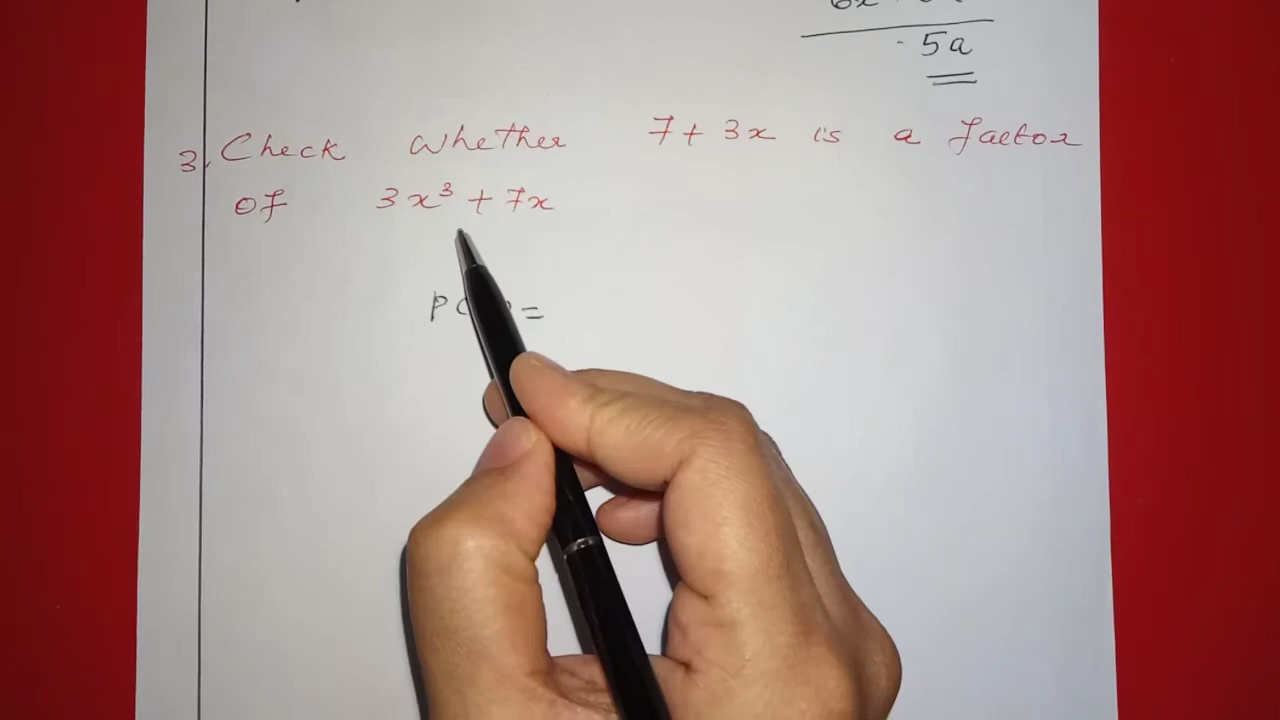 5a
3. Check whether 7 + 3x is a factor
of 3x³ + 7x
P =